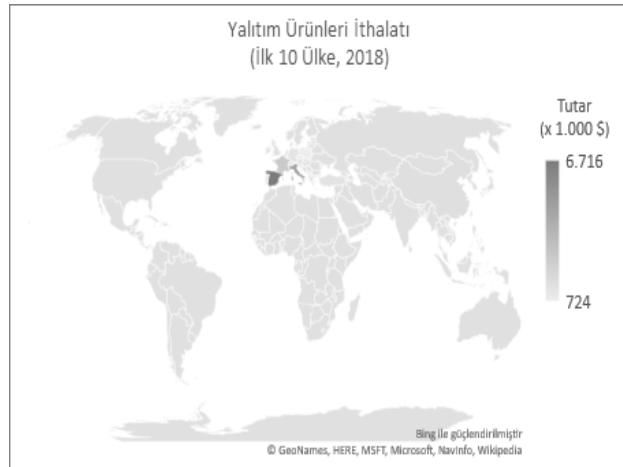 Yalıtım Ürünleri İthalatı
(İlk 10 Ülke, 2018)
Tutar
(x 1.000 $)
6.716
724
Bing ile güçlendirilmiştir
© GeoNames, HERE, MSFT, Microsoft, NavInfo, Wikipedia